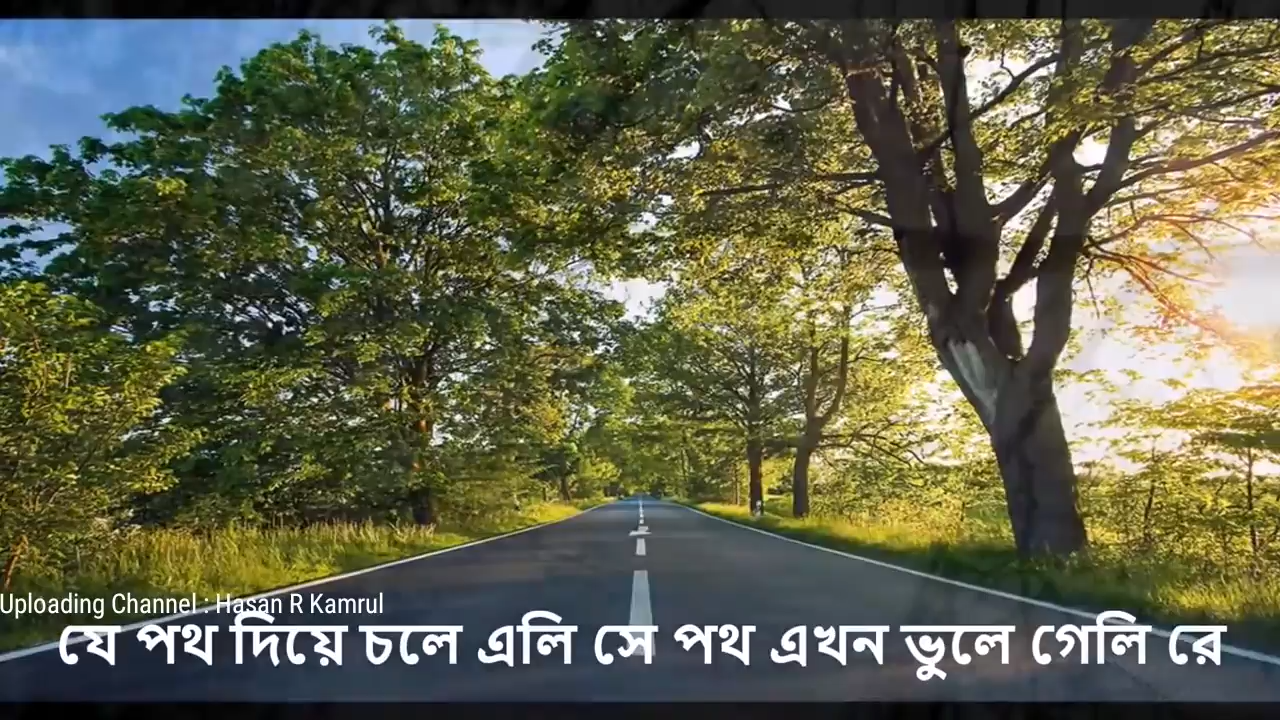 Uploading Channel : Hasan R Kamrul
যে পথ দিয়ে চলে এলি সে পথ এখন ভুলে গেলি রে